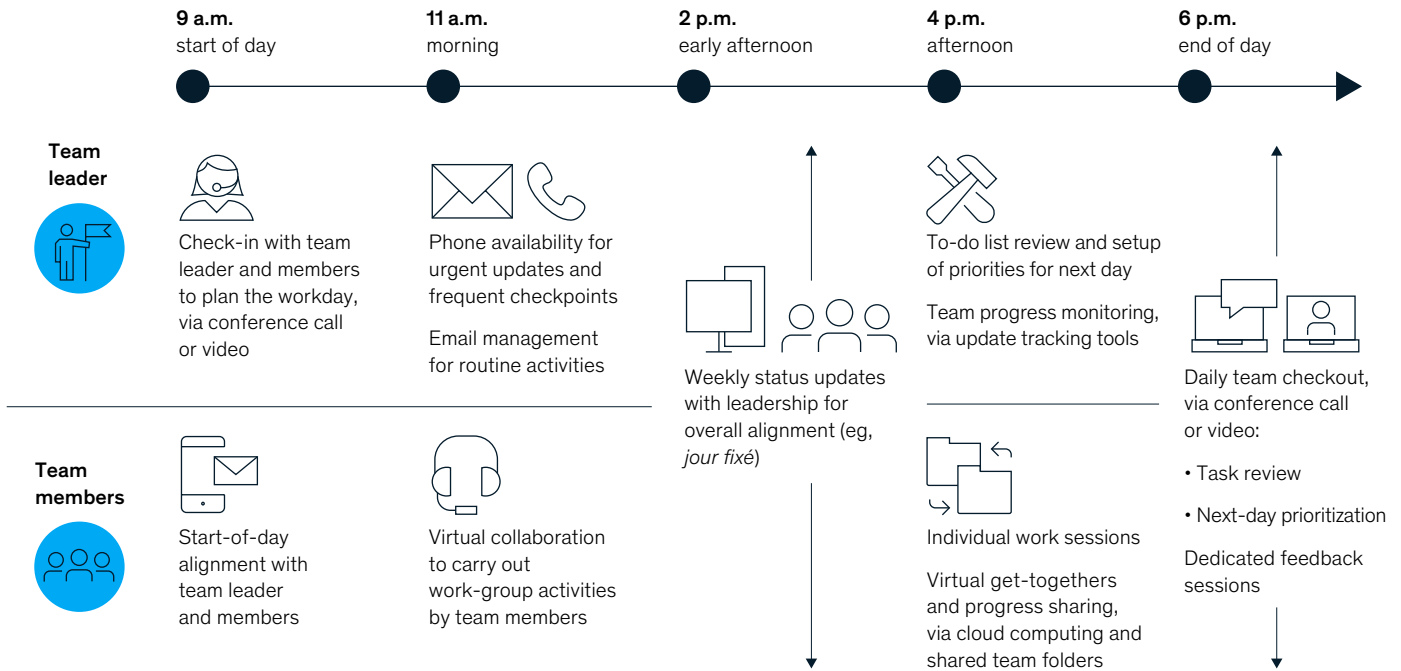 9 a.m.
start of day
11 a.m.
morning
2 p.m.
early afternoon
4 p.m.
afternoon
6 p.m.
end of day
Team
leader
Check-in with team
leader and members
to plan the workday,
via conference call
or video
Phone availability for
urgent updates and
frequent checkpoints
Email management
for routine activities
Weekly status updates
with leadership for
overall alignment (eg,
jour fixé)
To-do list review and setup
of priorities for next day
Team progress monitoring,
via update tracking tools
Daily team checkout,
via conference call
or video:
• Task review
• Next-day prioritization
Dedicated feedback
sessions
Team
members
Start-of-day
alignment with
team leader
and members
Virtual collaboration
to carry out
work-group activities
by team members
Individual work sessions
Virtual get-togethers
and progress sharing,
via cloud computing and
shared team folders